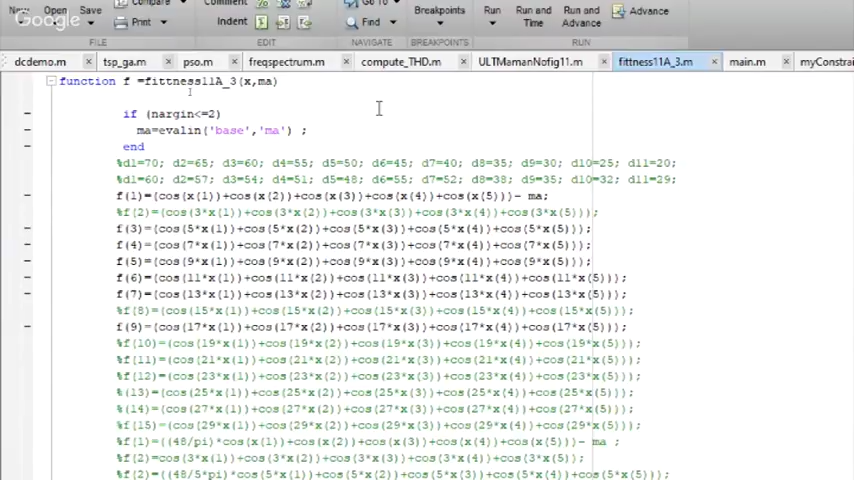 New Open Save Compare Comment Go To Breakpoints Run Run and Advance
Google
Print Indent Find Run and Time Run and Advance
FILE EDIT NAVIGATE BREAKPOINTS RUN
dcdemo.m tsp_ga.m pso.m freqspectrum.m compute_THD.m ULTMamanNofig11.m fittness11A_3.m main.m myConstra
function f =fittness11A_3(x,ma)
if (nargin<=2)
ma=evalin('base','ma') ;
end
%d1=70; d2=65; d3=60; d4=55; d5=50; d6=45; d7=40; d8=35; d9=30; d10=25; d11=20;
%d1=60; d2=57; d3=54; d4=51; d5=48; d6=55; d7=52; d8=38; d9=35; d10=32; d11=29;
f(1)=(cos(x(1))+cos(x(2))+cos(x(3))+cos(x(4))+cos(x(5)))- ma;
%f(2)=(cos(3*x(1))+cos(3*x(2))+cos(3*x(3))+cos(3*x(4))+cos(3*x(5)));
f(3)=(cos(5*x(1))+cos(5*x(2))+cos(5*x(3))+cos(5*x(4))+cos(5*x(5)));
f(4)=(cos(7*x(1))+cos(7*x(2))+cos(7*x(3))+cos(7*x(4))+cos(7*x(5)));
f(5)=(cos(9*x(1))+cos(9*x(2))+cos(9*x(3))+cos(9*x(4))+cos(9*x(5)));
f(6)=(cos(11*x(1))+cos(11*x(2))+cos(11*x(3))+cos(11*x(4))+cos(11*x(5)));
f(7)=(cos(13*x(1))+cos(13*x(2))+cos(13*x(3))+cos(13*x(4))+cos(13*x(5)));
%f(8)=(cos(15*x(1))+cos(15*x(2))+cos(15*x(3))+cos(15*x(4))+cos(15*x(5)));
f(9)=(cos(17*x(1))+cos(17*x(2))+cos(17*x(3))+cos(17*x(4))+cos(17*x(5)));
%f(10)=(cos(19*x(1))+cos(19*x(2))+cos(19*x(3))+cos(19*x(4))+cos(19*x(5)));
%f(11)=(cos(21*x(1))+cos(21*x(2))+cos(21*x(3))+cos(21*x(4))+cos(21*x(5)));
%f(12)=(cos(23*x(1))+cos(23*x(2))+cos(23*x(3))+cos(23*x(4))+cos(23*x(5)));
%(13)=(cos(25*x(1))+cos(25*x(2))+cos(25*x(3))+cos(25*x(4))+cos(25*x(5)));
%(14)=(cos(27*x(1))+cos(27*x(2))+cos(27*x(3))+cos(27*x(4))+cos(27*x(5)));
%f(15)=(cos(29*x(1))+cos(29*x(2))+cos(29*x(3))+cos(29*x(4))+cos(29*x(5)));
%f(1)=((48/pi)*cos(x(1))+cos(x(2))+cos(x(3))+cos(x(4))+cos(x(5)))- ma ;
%f(2)=cos(3*x(1))+cos(3*x(2))+cos(3*x(3))+cos(3*x(4))+cos(3*x(5));
%f(2)=((48/5*pi)*cos(5*x(1))+cos(5*x(2))+cos(5*x(3))+cos(5*x(4))+cos(5*x(5)));